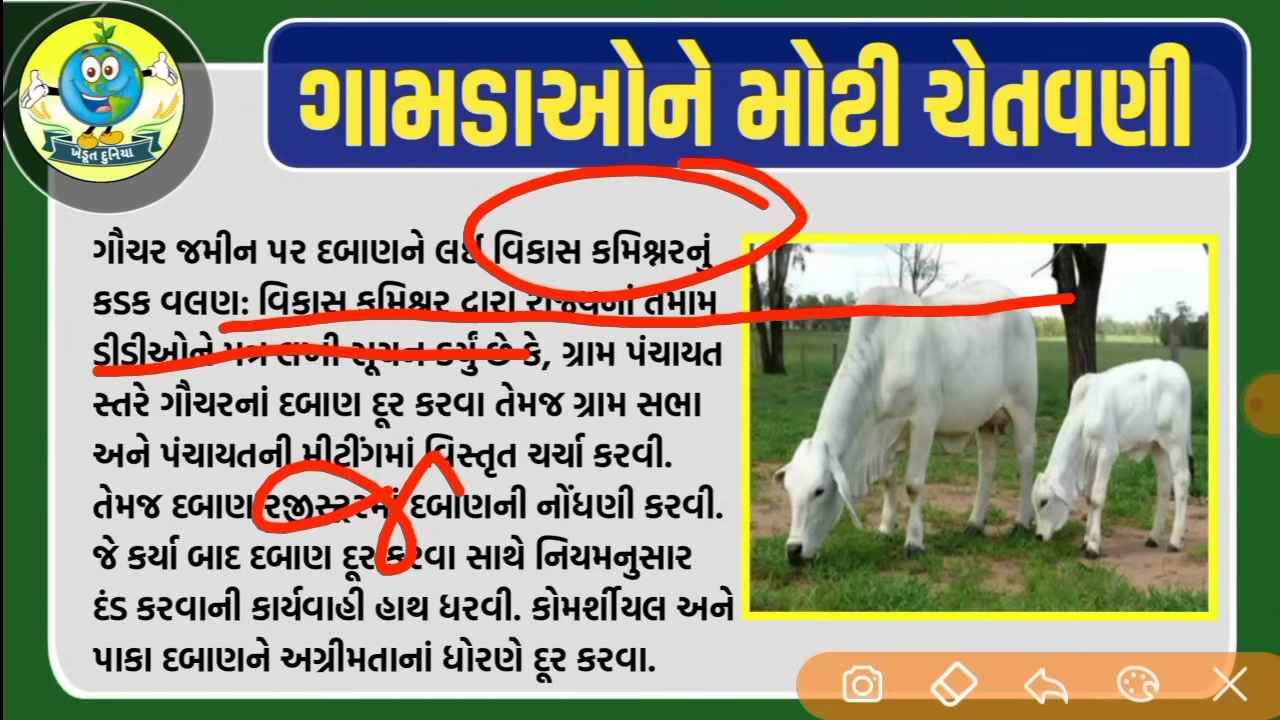 ખેડૂત દુનિયા
ગામડાઓને મોટી ચેતવણી
ગૌચર જમીન પર દબાણને લઈ વિકાસ કમિશ્નરનું
કડક વલણ: વિકાસ કમિશ્નર દ્વારા રાજ્યનાં તમામ
ડીડીઓને પત્ર લખી સૂચન કર્યું છે કે, ગ્રામ પંચાયત
સ્તરે ગૌચરનાં દબાણ દૂર કરવા તેમજ ગ્રામ સભા
અને પંચાયતની મીટીંગમાં વિસ્તૃત ચર્ચા કરવી.
તેમજ દબાણ રજીસ્ટ્રરમાં દબાણની નોંધણી કરવી.
જે કર્યા બાદ દબાણ દૂર કરવા સાથે નિયમનુસાર
દંડ કરવાની કાર્યવાહી હાથ ધરવી. કોમર્શીયલ અને
પાકા દબાણને અગ્રીમતાનાં ધોરણે દૂર કરવા.